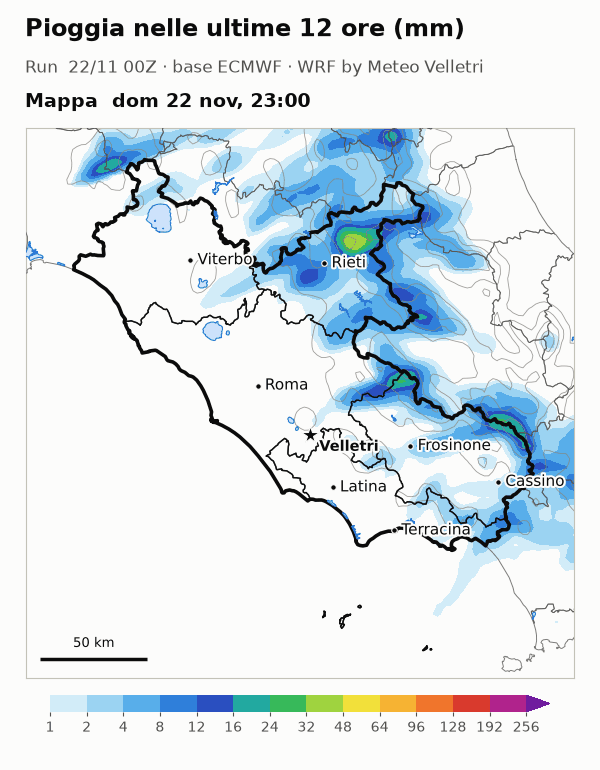 Pioggia nelle ultime 12 ore (mm)
Run  22/11 00Z · base ECMWF · WRF by Meteo Velletri
Mappa  dom 22 nov, 23:00
Viterbo
Rieti
Roma
Velletri
Frosinone
Latina
Cassino
Terracina
50 km
1 2 4 8 12 16 24 32 48 64 96 128 192 256